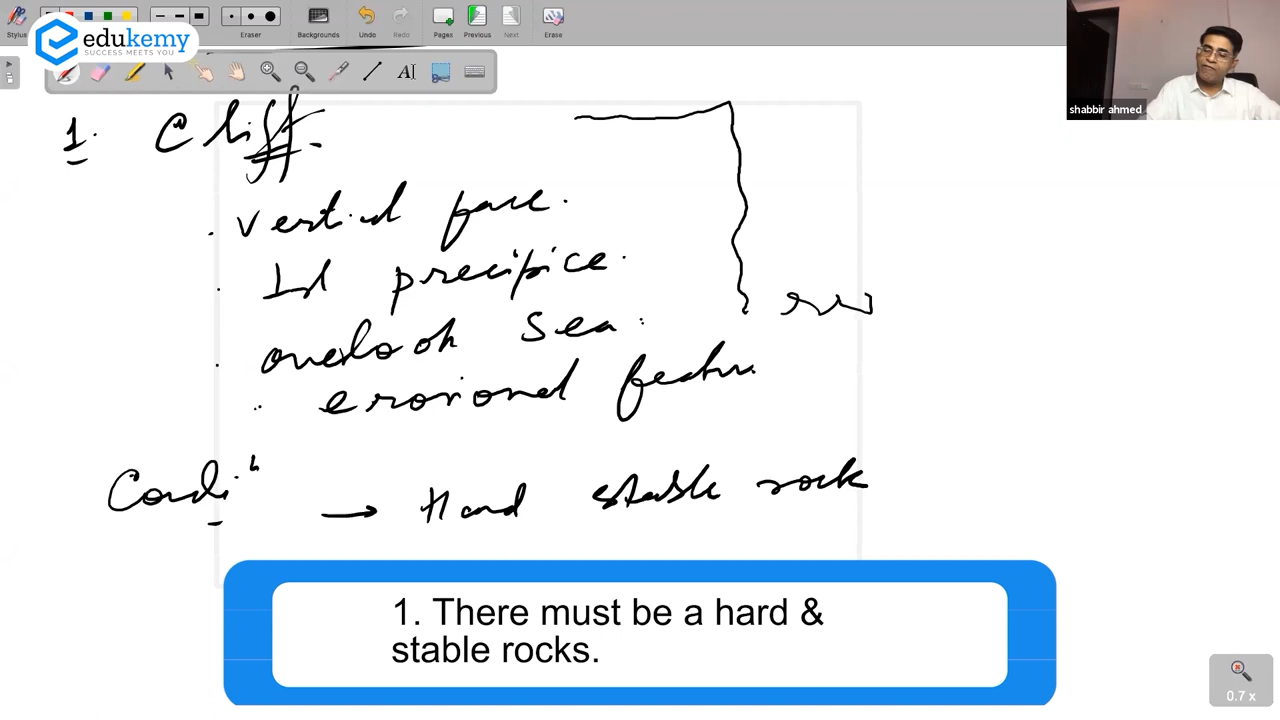 Stylus
Eraser
Backgrounds
Undo
Redo
Pages
Previous
Next
Erase
edukemy
SUCCESS MEETS YOU
shabbir ahmed
1. Cliff
. vertical face.
. precipice.
. overlook Sea.
. erosional feature
Condi n
→ Hard stable rock
1. There must be a hard &
stable rocks.
0.7 x